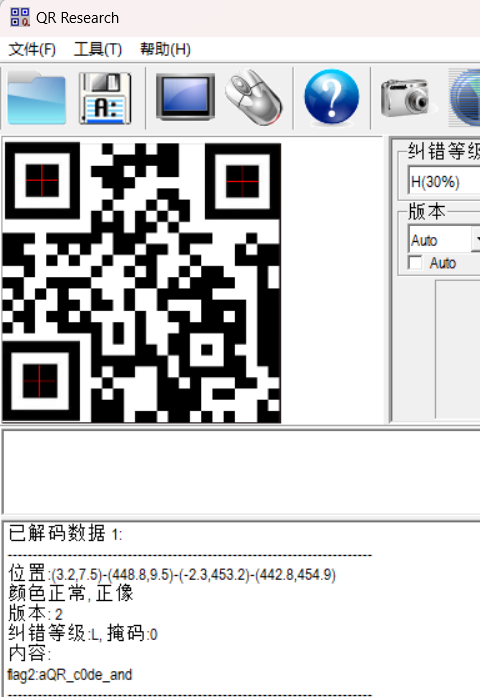 QR Research
文件(F) 工具(T) 帮助(H)
A:
?
纠错等级
H(30%)
版本
Auto
Auto
已解码数据 1:
位置:(3.2,7.5)-(448.8,9.5)-(-2.3,453.2)-(442.8,454.9)
颜色正常, 正像
版本: 2
纠错等级:L, 掩码:0
内容:
flag2:aQR_c0de_and